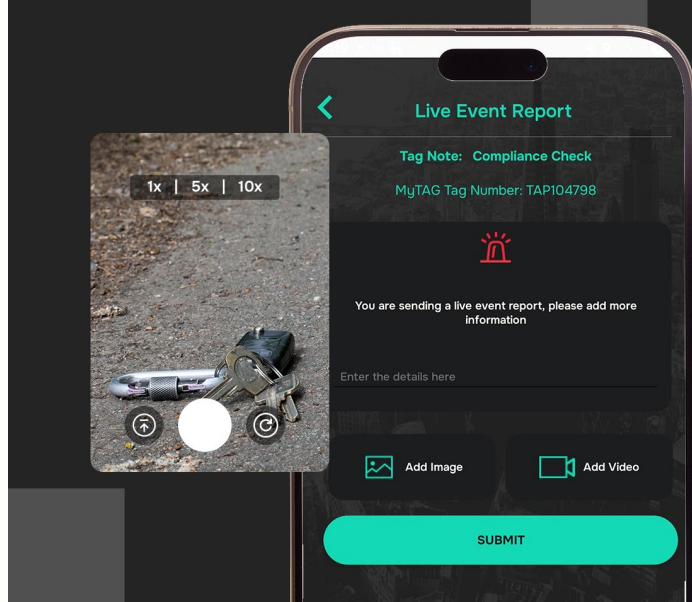 Live Event Report
Tag Note: Compliance Check
MyTAG Tag Number: TAP104798
1x | 5x | 10x
You are sending a live event report, please add more
information
Enter the details here
Add Image
Add Video
SUBMIT